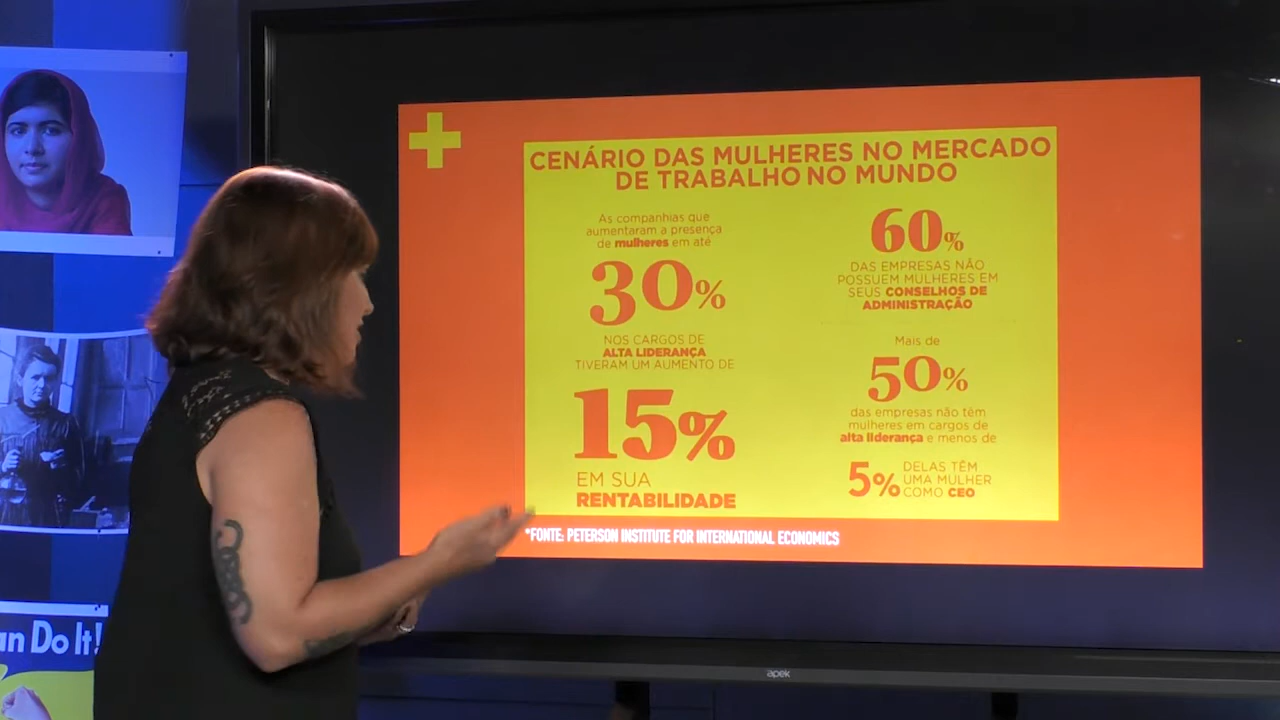 CENÁRIO DAS MULHERES NO MERCADO
DE TRABALHO NO MUNDO
As companhias que
aumentaram a presença
de mulheres em até
30%
NOS CARGOS DE
ALTA LIDERANÇA
TIVERAM UM AUMENTO DE
15%
EM SUA
RENTABILIDADE
60%
DAS EMPRESAS NÃO
POSSUEM MULHERES EM
SEUS CONSELHOS DE
ADMINISTRAÇÃO
Mais de
50%
das empresas não têm
mulheres em cargos de
alta liderança e menos de
5% DELAS TÊM
UMA MULHER
COMO CEO
*FONTE: PETERSON INSTITUTE FOR INTERNATIONAL ECONOMICS
an Do It!
apek